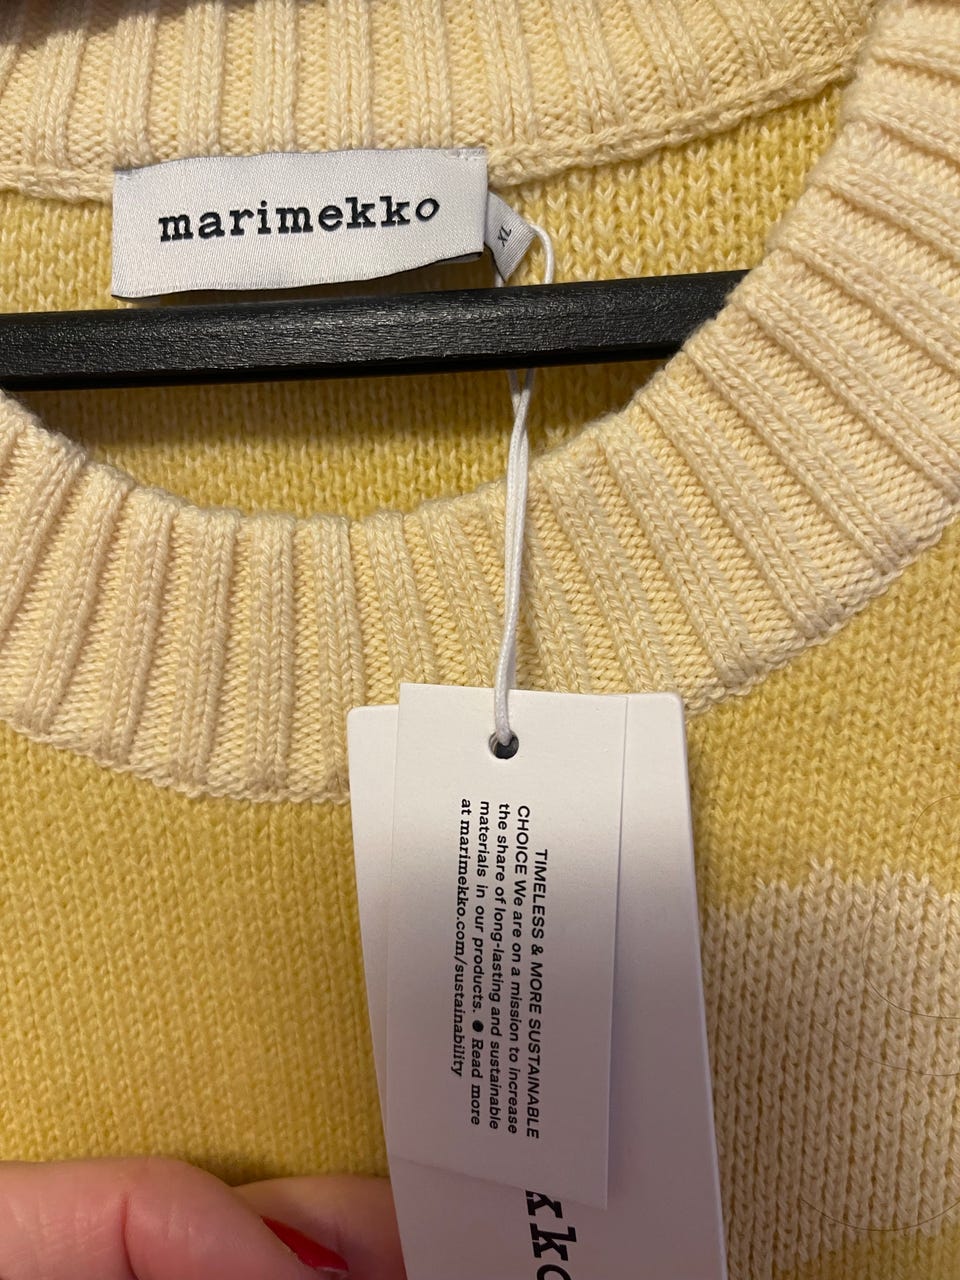 marimekko
XL
TIMELESS & MORE SUSTAINABLE
CHOICE We are on a mission to increase
the share of long-lasting and sustainable
materials in our products. ● Read more
at marimekko.com/sustainability
kko